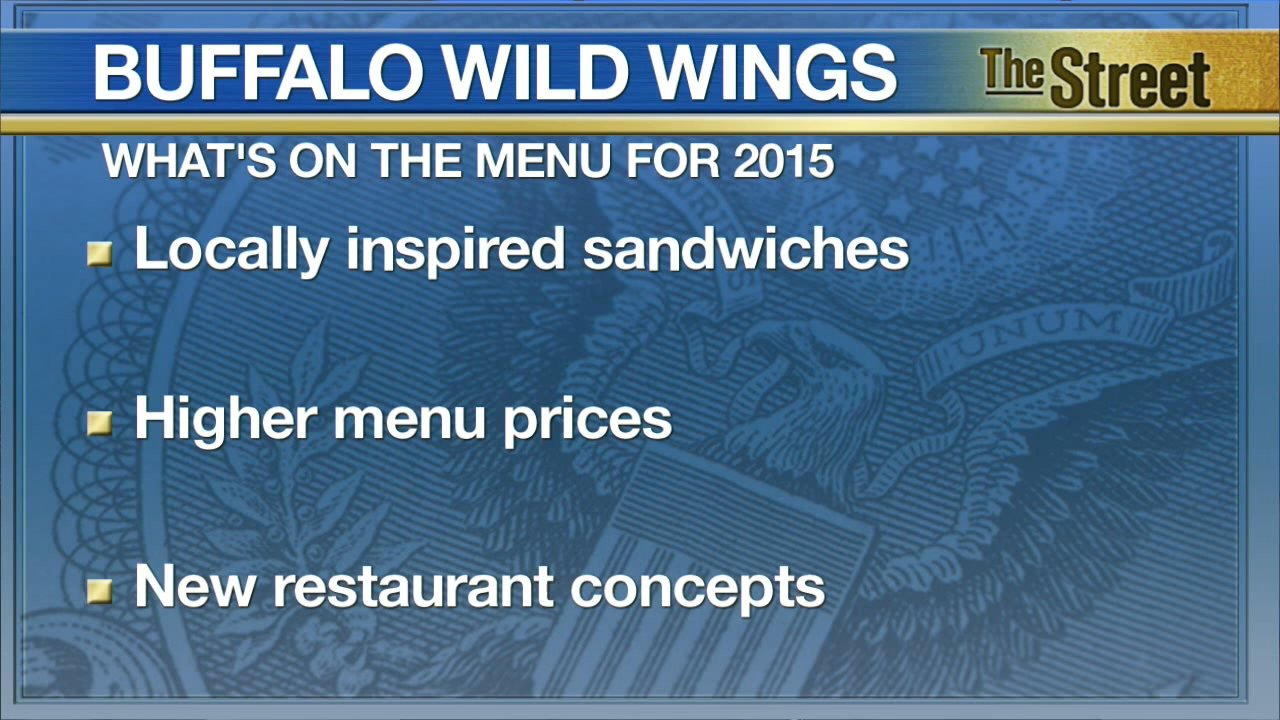 BUFFALO WILD WINGS
The Street
WHAT'S ON THE MENU FOR 2015
Locally inspired sandwiches
Higher menu prices
New restaurant concepts
UNUM